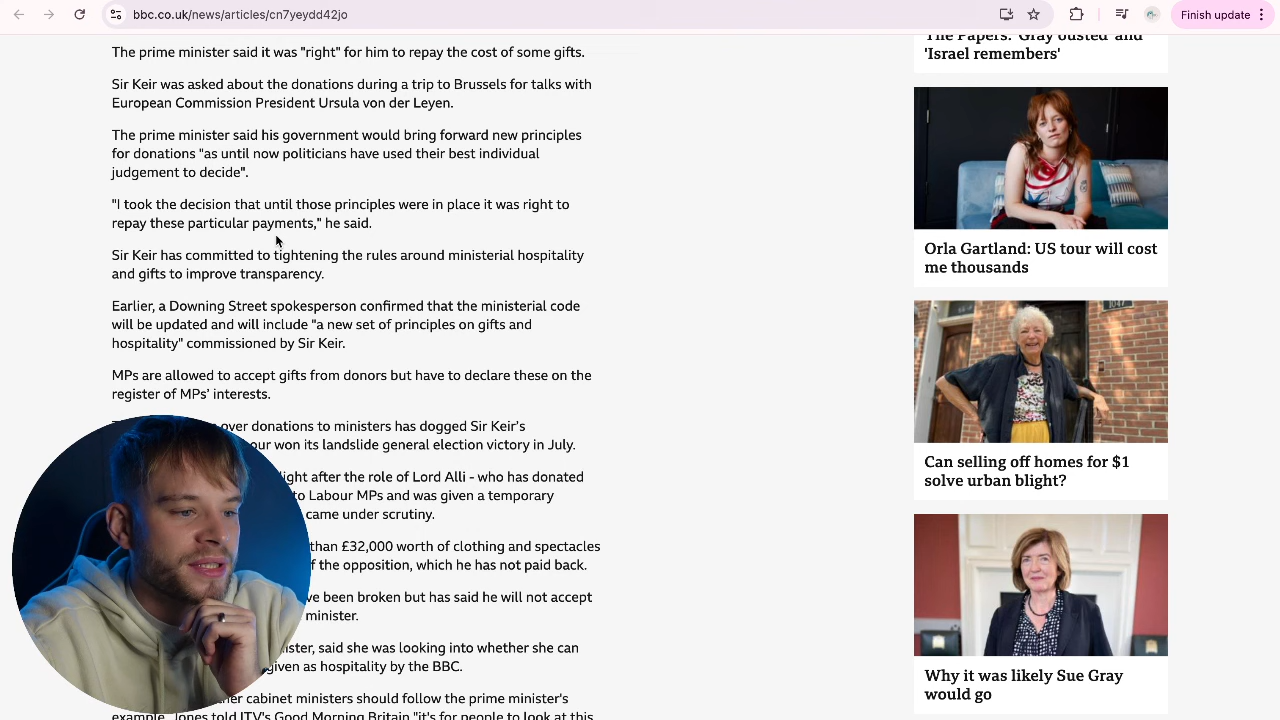 bbc.co.uk/news/articles/cn7yeydd42jo
Finish update
The prime minister said it was "right" for him to repay the cost of some gifts.
Sir Keir was asked about the donations during a trip to Brussels for talks with
European Commission President Ursula von der Leyen.
The prime minister said his government would bring forward new principles
for donations "as until now politicians have used their best individual
judgement to decide".
"I took the decision that until those principles were in place it was right to
repay these particular payments," he said.
Sir Keir has committed to tightening the rules around ministerial hospitality
and gifts to improve transparency.
Earlier, a Downing Street spokesperson confirmed that the ministerial code
will be updated and will include "a new set of principles on gifts and
hospitality" commissioned by Sir Keir.
MPs are allowed to accept gifts from donors but have to declare these on the
register of MPs' interests.
over donations to ministers has dogged Sir Keir's
our won its landslide general election victory in July.
ight after the role of Lord Alli - who has donated
to Labour MPs and was given a temporary
came under scrutiny.
than £32,000 worth of clothing and spectacles
f the opposition, which he has not paid back.
ve been broken but has said he will not accept
minister.
ister, said she was looking into whether she can
given as hospitality by the BBC.
her cabinet ministers should follow the prime minister's
example, Jones told ITV's Good Morning Britain "it's for people to look at this
The Papers: 'Gray ousted' and
'Israel remembers'
Orla Gartland: US tour will cost
me thousands
1047
Can selling off homes for $1
solve urban blight?
Why it was likely Sue Gray
would go